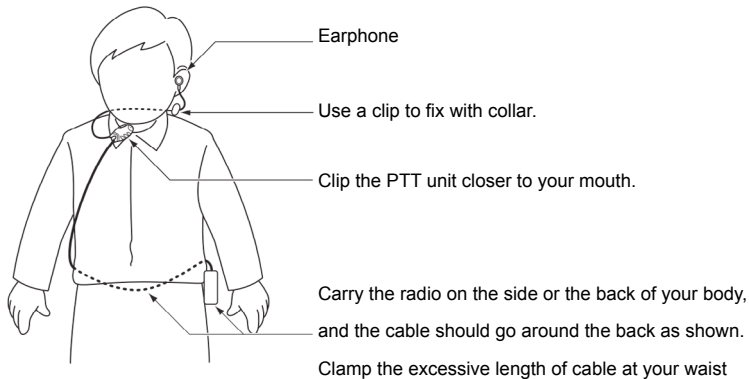 Earphone
Use a clip to fix with collar.
Clip the PTT unit closer to your mouth.
Carry the radio on the side or the back of your body,
and the cable should go around the back as shown.
Clamp the excessive length of cable at your waist